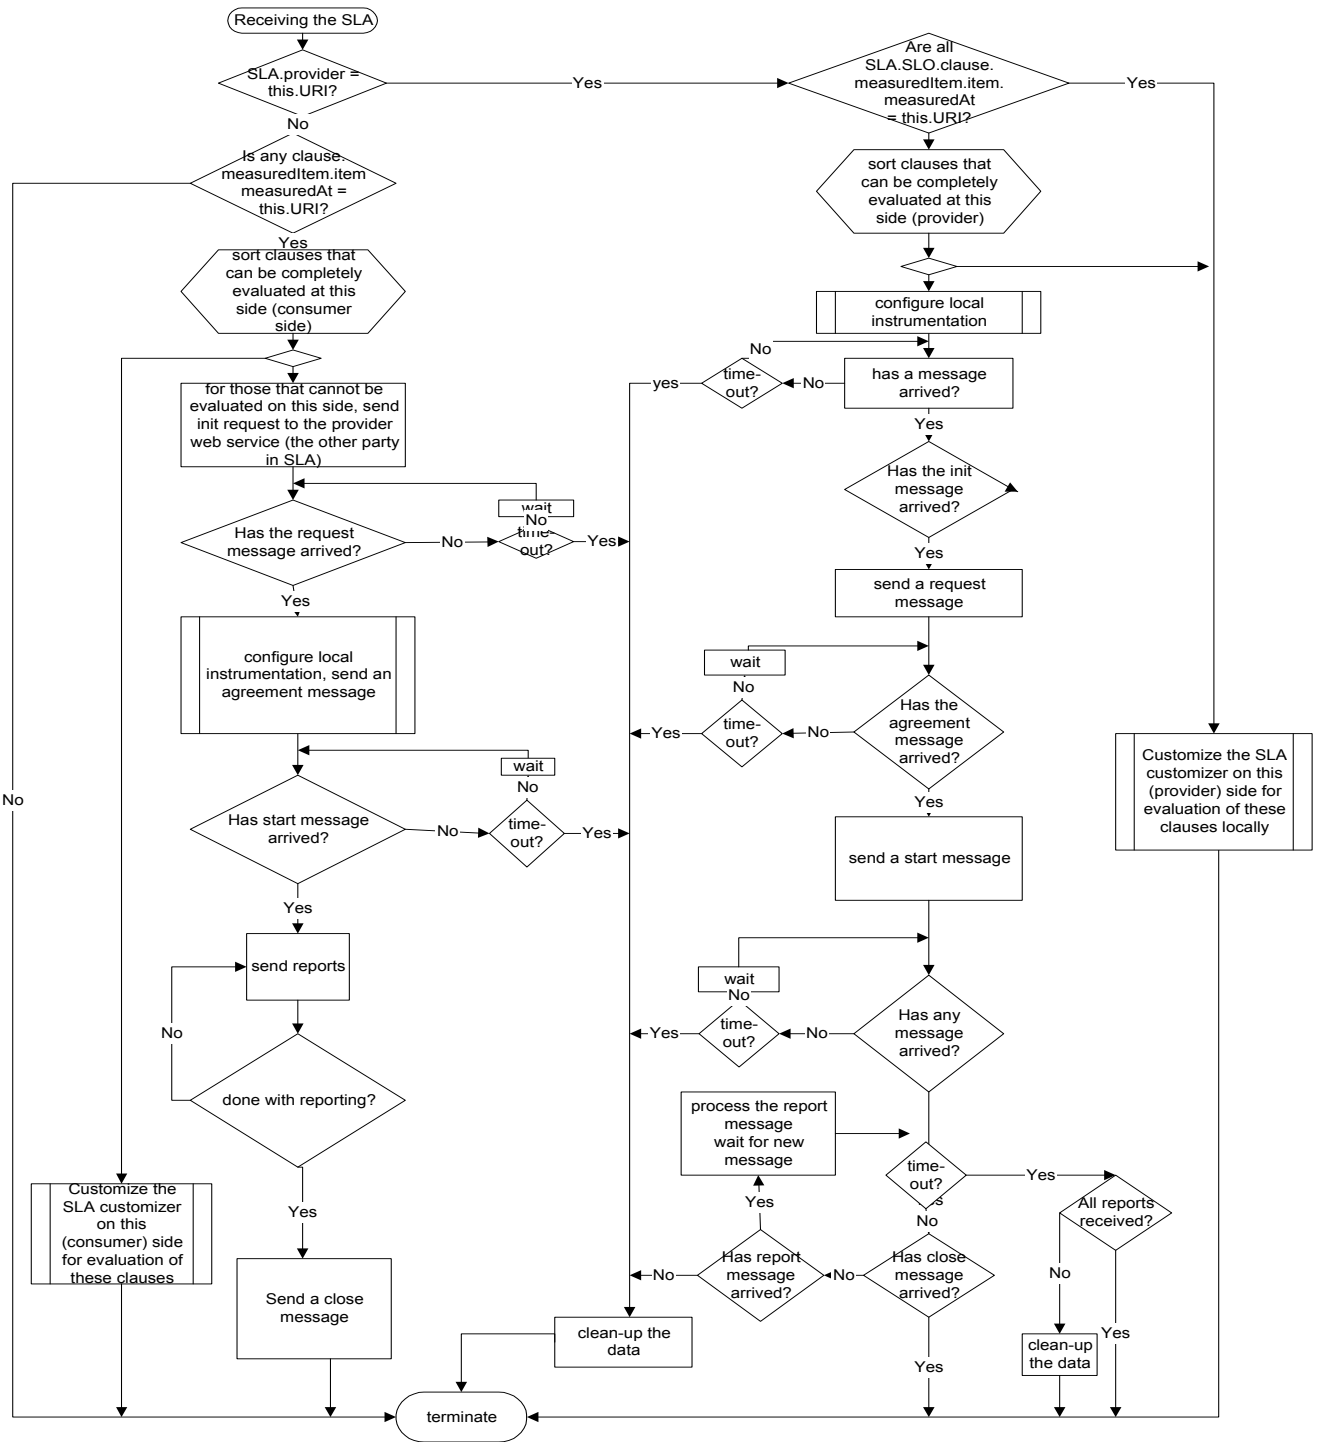 Receiving the SLA
SLA.provider =
this.URI?
Yes
Are all
SLA.SLO.clause.
measuredItem.item.
measuredAt
= this.URI?
Yes
No
Is any clause.
measuredItem.item
measuredAt =
this.URI?
Yes
sort clauses that
can be completely
evaluated at this
side (provider)
sort clauses that
can be completely
evaluated at this
side (consumer
side)
configure local
instrumentation
No
has a message
arrived?
No
time-
out?
yes
for those that cannot be
evaluated on this side, send
init request to the provider
web service (the other party
in SLA)
Yes
Has the init
message
arrived?
Yes
wait
No
time-
out?
Has the request
message arrived?
No
Yes
Yes
send a request
message
configure local
instrumentation, send an
agreement message
wait
No
time-
out?
Yes
No
Has the
agreement
message
arrived?
Yes
wait
No
time-
out?
Has start message
arrived?
No
Yes
No
Customize the SLA
customizer on this
(provider) side for
evaluation of these
clauses locally
send a start message
Yes
send reports
No
wait
No
time-
out?
Yes
No
Has any
message
arrived?
done with reporting?
process the report
message
wait for new
message
time-
out?
Yes
All reports
received?
Yes
No
Yes
Customize the
SLA customizer
on this
(consumer) side
for evaluation of
these clauses
Yes
Has report
message
arrived?
No
No
Has close
message
arrived?
No
Send a close
message
clean-up the
data
Yes
clean-up
the data
Yes
terminate